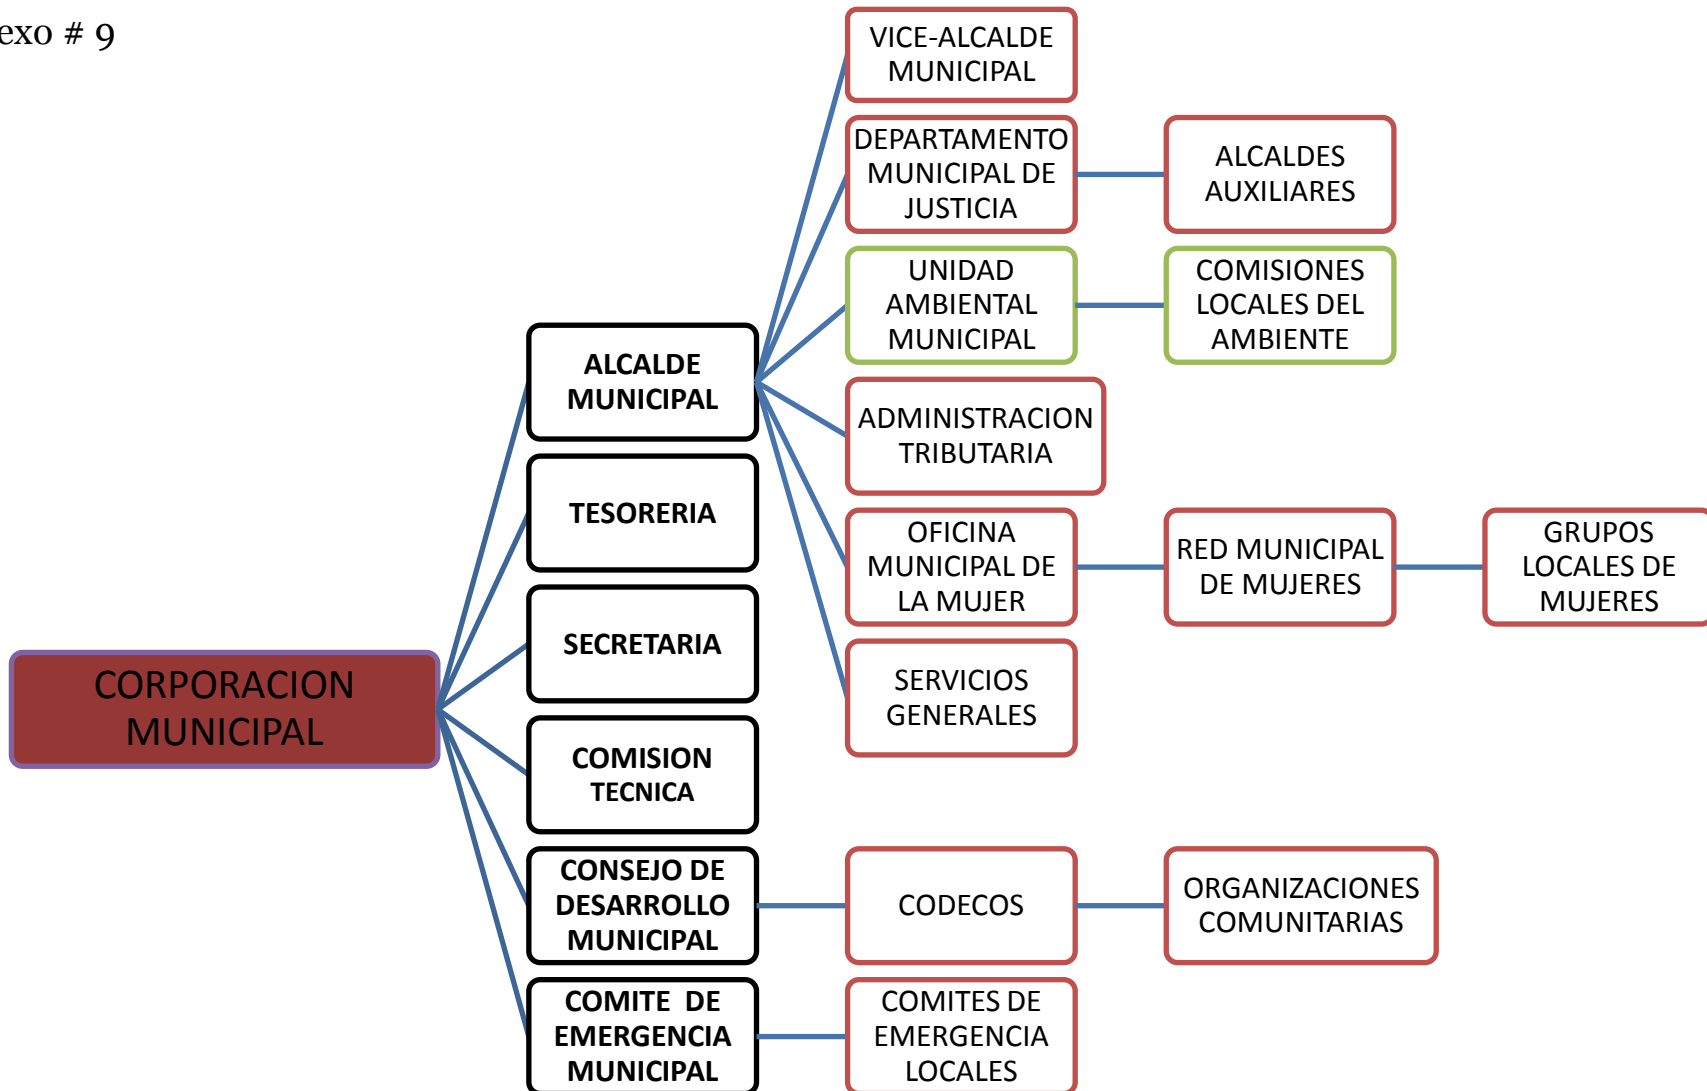 exo # 9
VICE-ALCALDE
MUNICIPAL
DEPARTAMENTO
MUNICIPAL DE
JUSTICIA
ALCALDES
AUXILIARES
UNIDAD
AMBIENTAL
MUNICIPAL
COMISIONES
LOCALES DEL
AMBIENTE
ALCALDE
MUNICIPAL
ADMINISTRACION
TRIBUTARIA
TESORERIA
OFICINA
MUNICIPAL DE
LA MUJER
RED MUNICIPAL
DE MUJERES
GRUPOS
LOCALES DE
MUJERES
SECRETARIA
SERVICIOS
GENERALES
CORPORACION
MUNICIPAL
COMISION
TECNICA
CONSEJO DE
DESARROLLO
MUNICIPAL
CODECOS
ORGANIZACIONES
COMUNITARIAS
COMITE  DE
EMERGENCIA
MUNICIPAL
COMITES DE
EMERGENCIA
LOCALES